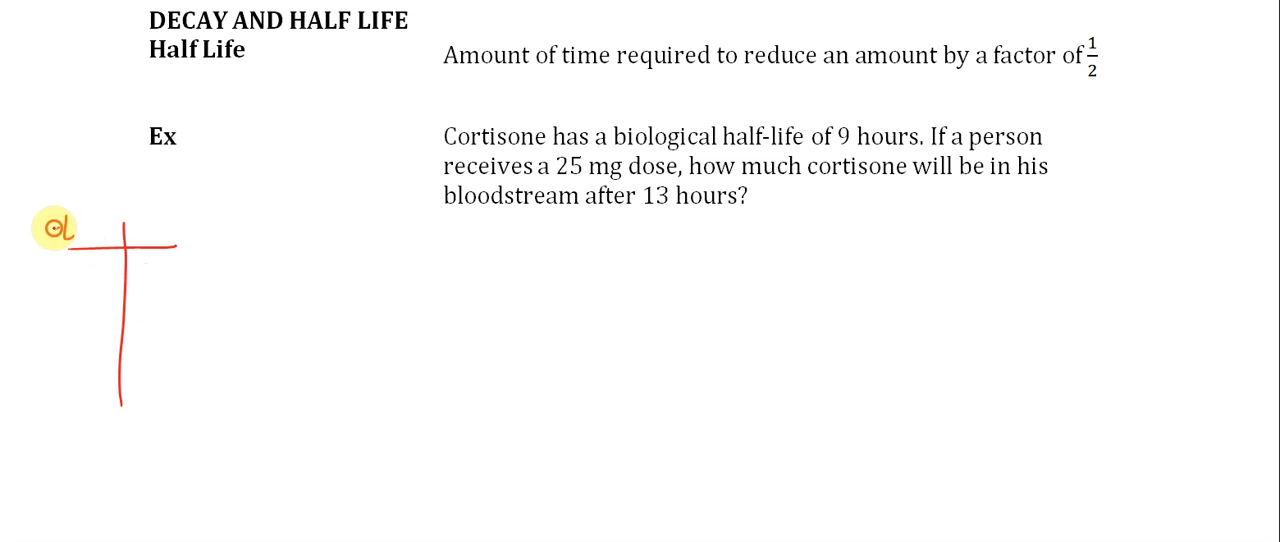 DECAY AND HALF LIFE
Half Life Amount of time required to reduce an amount by a factor of 1/2
Ex Cortisone has a biological half-life of 9 hours. If a person
receives a 25 mg dose, how much cortisone will be in his
bloodstream after 13 hours?